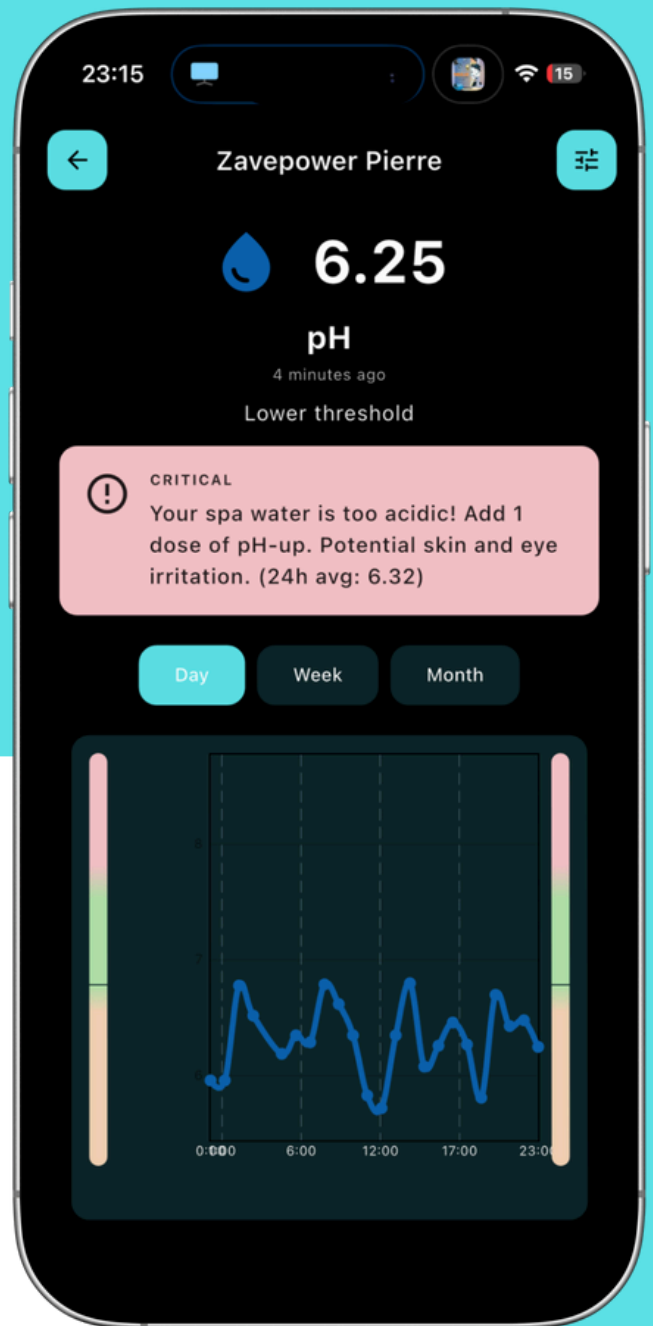 23:15
15
Zavepower Pierre
6.25
pH
4 minutes ago
Lower threshold
CRITICAL
Your spa water is too acidic! Add 1
dose of pH-up. Potential skin and eye
irritation. (24h avg: 6.32)
Day Week Month
8
7
6
6:00 12:00 17:00